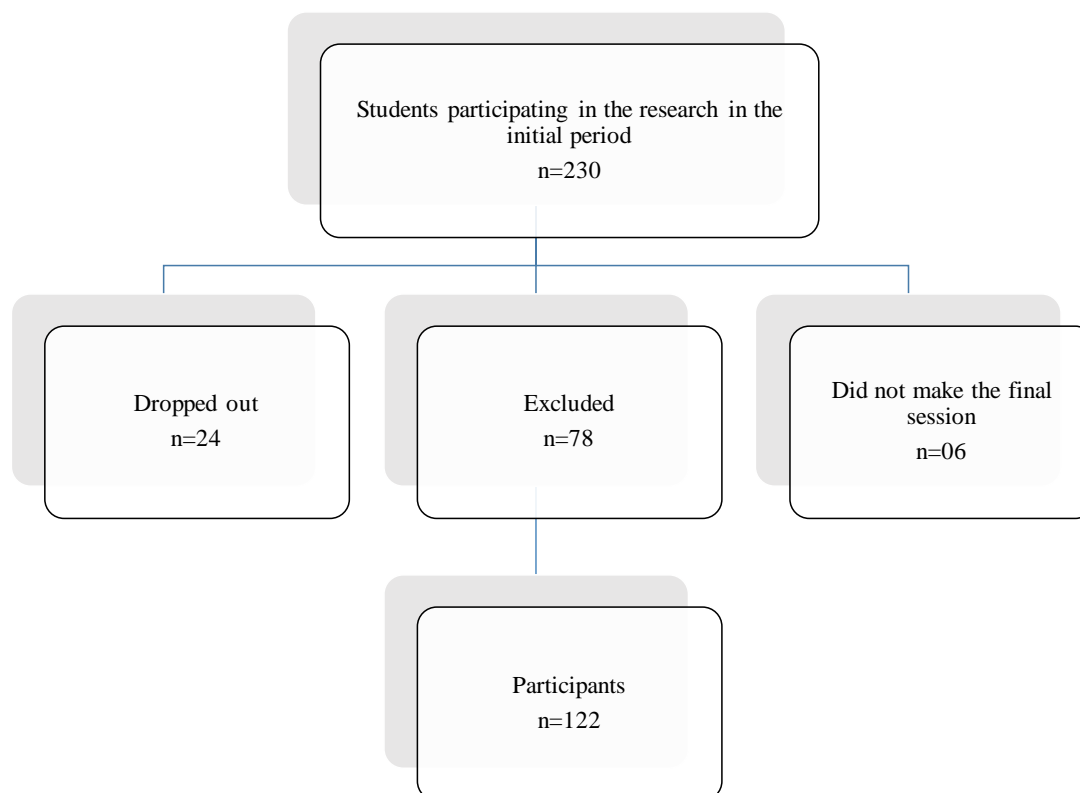 Students participating in the research in the
initial period
n=230
Dropped out
n=24
Excluded
n=78
Did not make the final
session
n=06
Participants
n=122